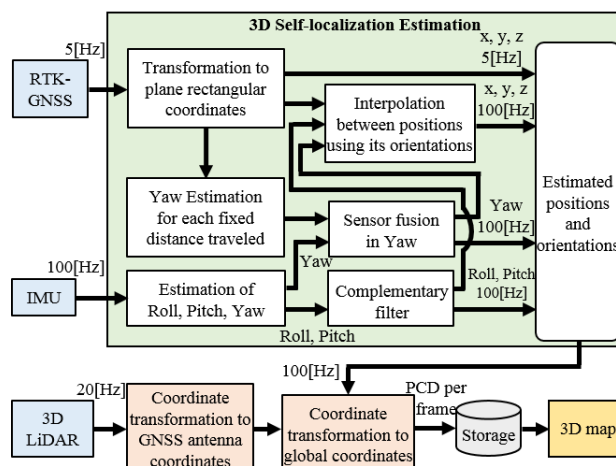 3D Self-localization Estimation
5[Hz]
RTK-
GNSS
Transformation to
plane rectangular
coordinates
x, y, z
5[Hz]
x, y, z
100[Hz]
Interpolation
between positions
using its orientations
Yaw Estimation
for each fixed
distance traveled
Sensor fusion
in Yaw
Yaw
100[Hz]
Estimated
positions
and
orientations
100[Hz]
IMU
Estimation of
Roll, Pitch, Yaw
Yaw
Complementary
filter
Roll, Pitch
100[Hz]
Roll, Pitch
100[Hz]
20[Hz]
3D
LiDAR
Coordinate
transformation to
GNSS antenna
coordinates
Coordinate
transformation to
global coordinates
PCD per
frame
Storage
3D map